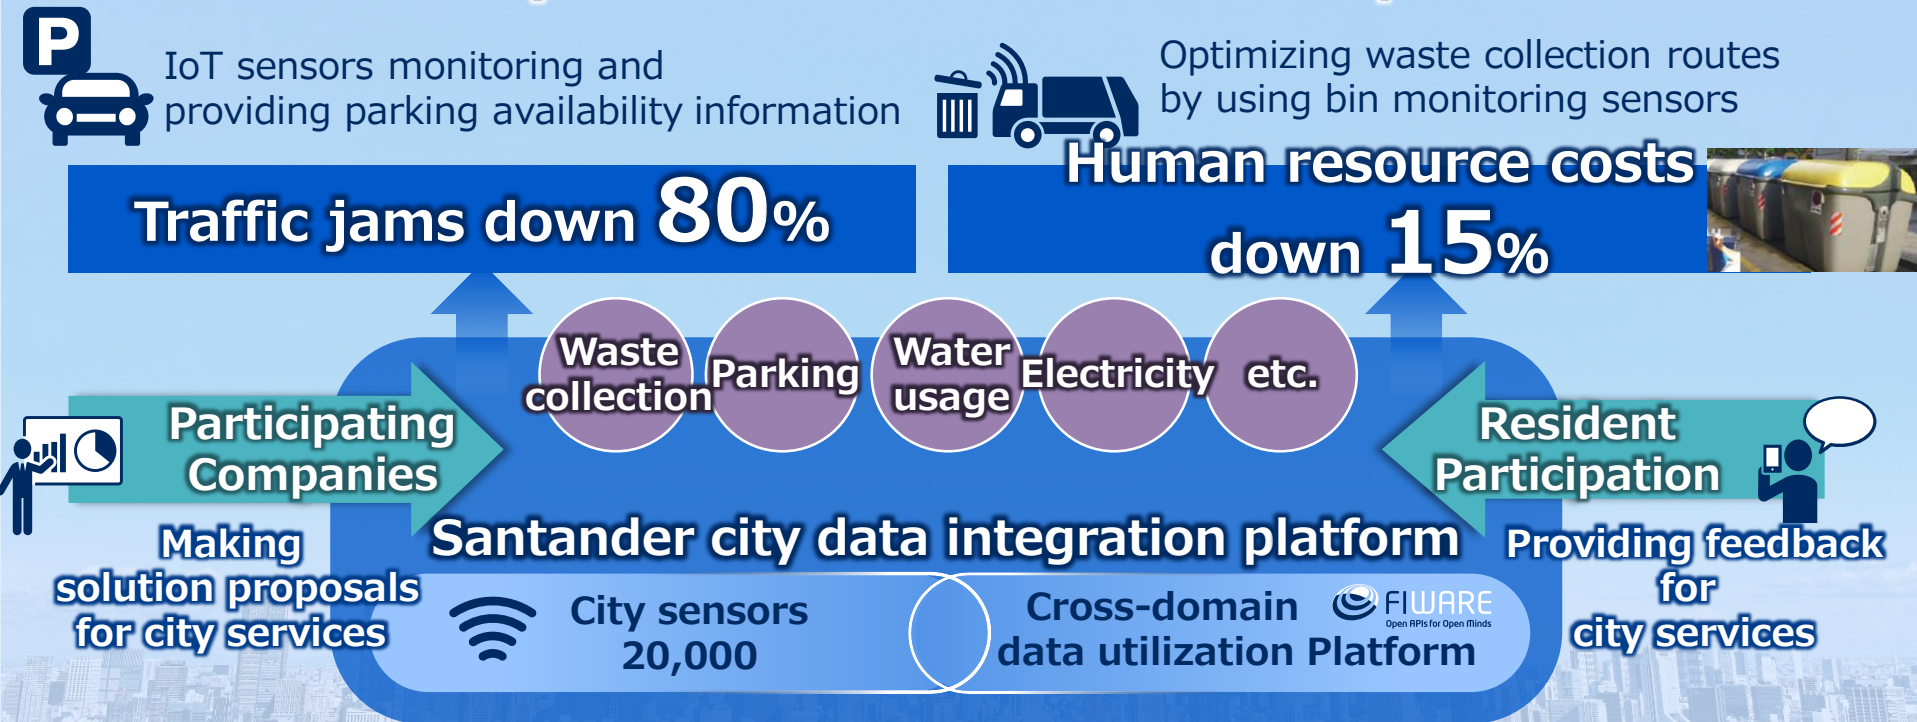 P
IoT sensors monitoring and
providing parking availability information
Optimizing waste collection routes
by using bin monitoring sensors
Traffic jams down 80%
Human resource costs
down 15%
Waste
collection
Parking
Water
usage
Electricity
etc.
Participating
Companies
Resident
Participation
Making
solution proposals
for city services
Santander city data integration platform
Providing feedback
for
city services
City sensors
20,000
Cross-domain
data utilization Platform
FIWARE
Open APIs for Open Minds